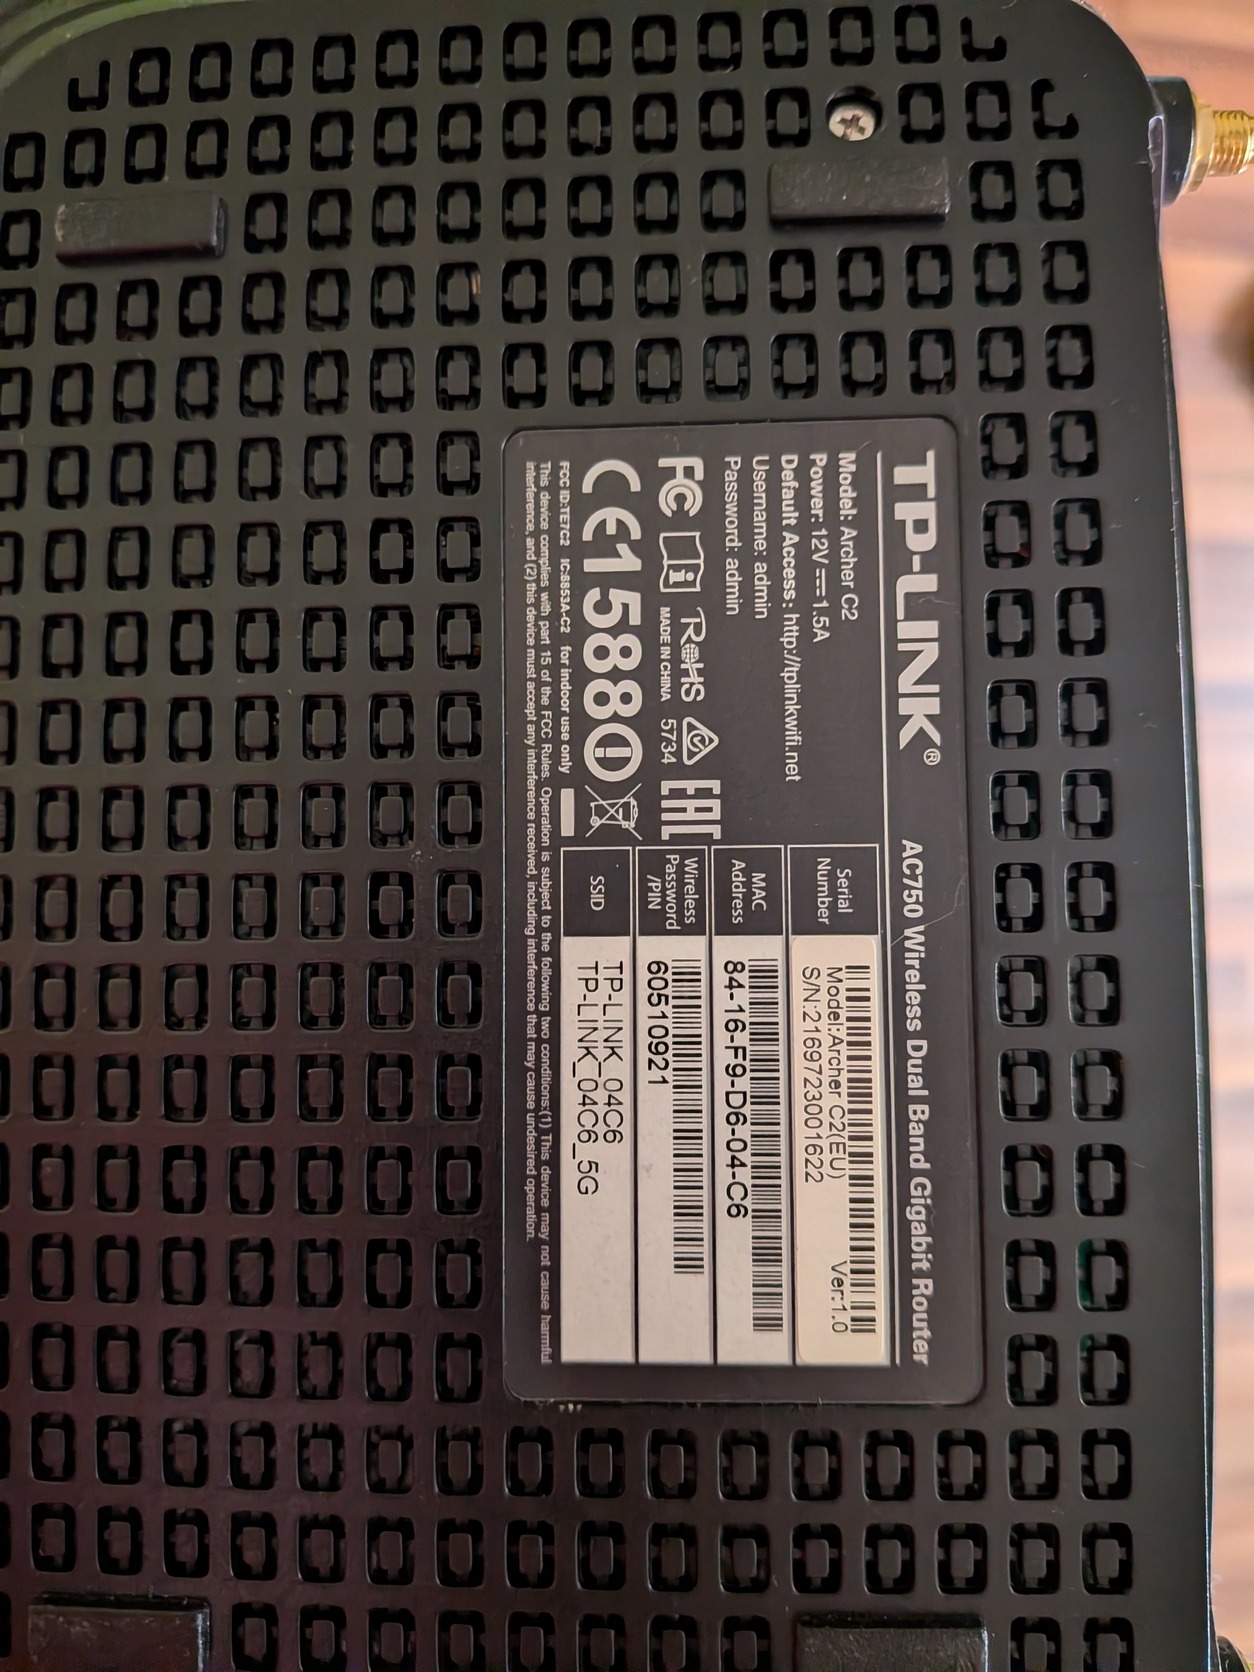 TP-LINK®
AC750 Wireless Dual Band Gigabit Router
Model: Archer C2
Power: 12V ⎓ 1.5A
Default Access: http://tplinkwifi.net
Username: admin
Password: admin
FC RoHS 5734 EAC
MADE IN CHINA
CE1588
FCC ID:TE7C2 IC:8853A-C2 for indoor use only
Serial
Number
Model:Archer C2(EU) Ver:1.0
S/N:2169723001622
MAC
Address
84-16-F9-D6-04-C6
Wireless
Password
/PIN
60510921
SSID
TP-LINK_04C6
TP-LINK_04C6_5G
This device complies with part 15 of the FCC Rules. Operation is subject to the following two conditions:(1) This device may not cause harmful
interference, and (2) this device must accept any interference received, including interference that may cause undesired operation.